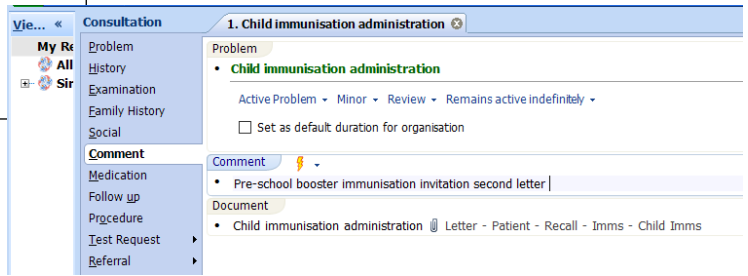 Vie... «
My Re
All
Sir
Consultation
Problem
History
Examination
Family History
Social
Comment
Medication
Follow up
Procedure
Test Request
Referral
1. Child immunisation administration
Problem
• Child immunisation administration
Active Problem Minor Review Remains active indefinitely
Set as default duration for organisation
Comment
• Pre-school booster immunisation invitation second letter
Document
• Child immunisation administration Letter - Patient - Recall - Imms - Child Imms